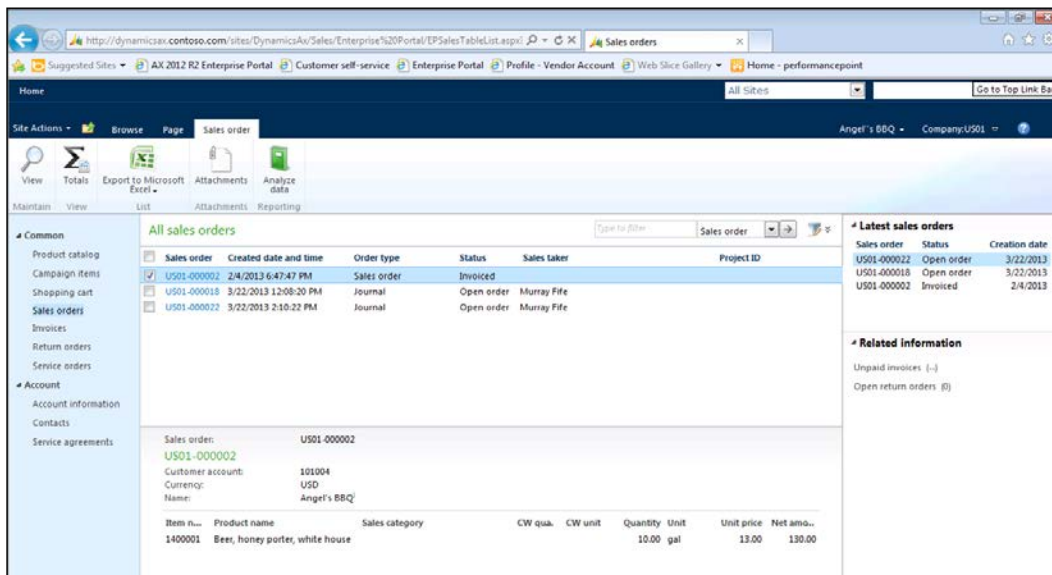 http://dynamicsax.contoso.com/sites/DynamicsAx/Sales/Enterprise%20Portal/EPSalesTableList.aspx Sales orders
Suggested Sites AX 2012 R2 Enterprise Portal Customer self-service Enterprise Portal Profile - Vendor Account Web Slice Gallery Home - performancepoint
Home All Sites Go to Top Link Ba
Site Actions Browse Page Sales order Angel"s BBQ Company:US01
View Totals Export to Microsoft Excel Attachments Analyze data
Maintain View List Attachments Reporting
Common
Product catalog
Campaign items
Shopping cart
Sales orders
Invoices
Return orders
Service orders
Account
Account information
Contacts
Service agreements
All sales orders Type to filter Sales order
Sales order Created date and time Order type Status Sales taker Project ID
US01-000002 2/4/2013 6:47:47 PM Sales order Invoiced
US01-000018 3/22/2013 12:08:20 PM Journal Open order Murray Fife
US01-000022 3/22/2013 2:10:22 PM Journal Open order Murray Fife
Sales order: US01-000002
US01-000002
Customer account: 101004
Currency: USD
Name: Angel's BBQ
Item n... Product name Sales category CW qua. CW unit Quantity Unit Unit price Net amo...
1400001 Beer, honey porter, white house 10.00 gal 13.00 130.00
Latest sales orders
Sales order Status Creation date
US01-000022 Open order 3/22/2013
US01-000018 Open order 3/22/2013
US01-000002 Invoiced 2/4/2013
Related information
Unpaid invoices (--)
Open return orders (0)